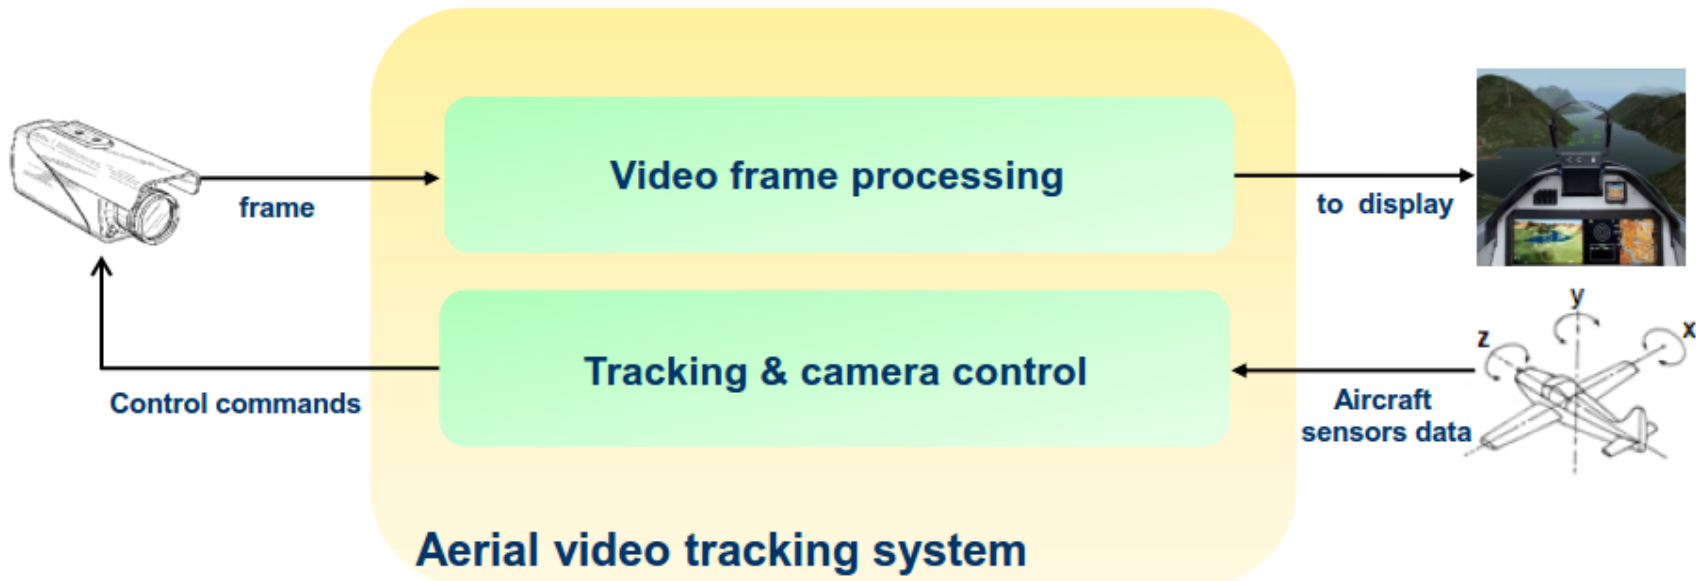 Video frame processing
frame
to display
y
z
x
Tracking & camera control
Control commands
Aircraft
sensors data
Aerial video tracking system